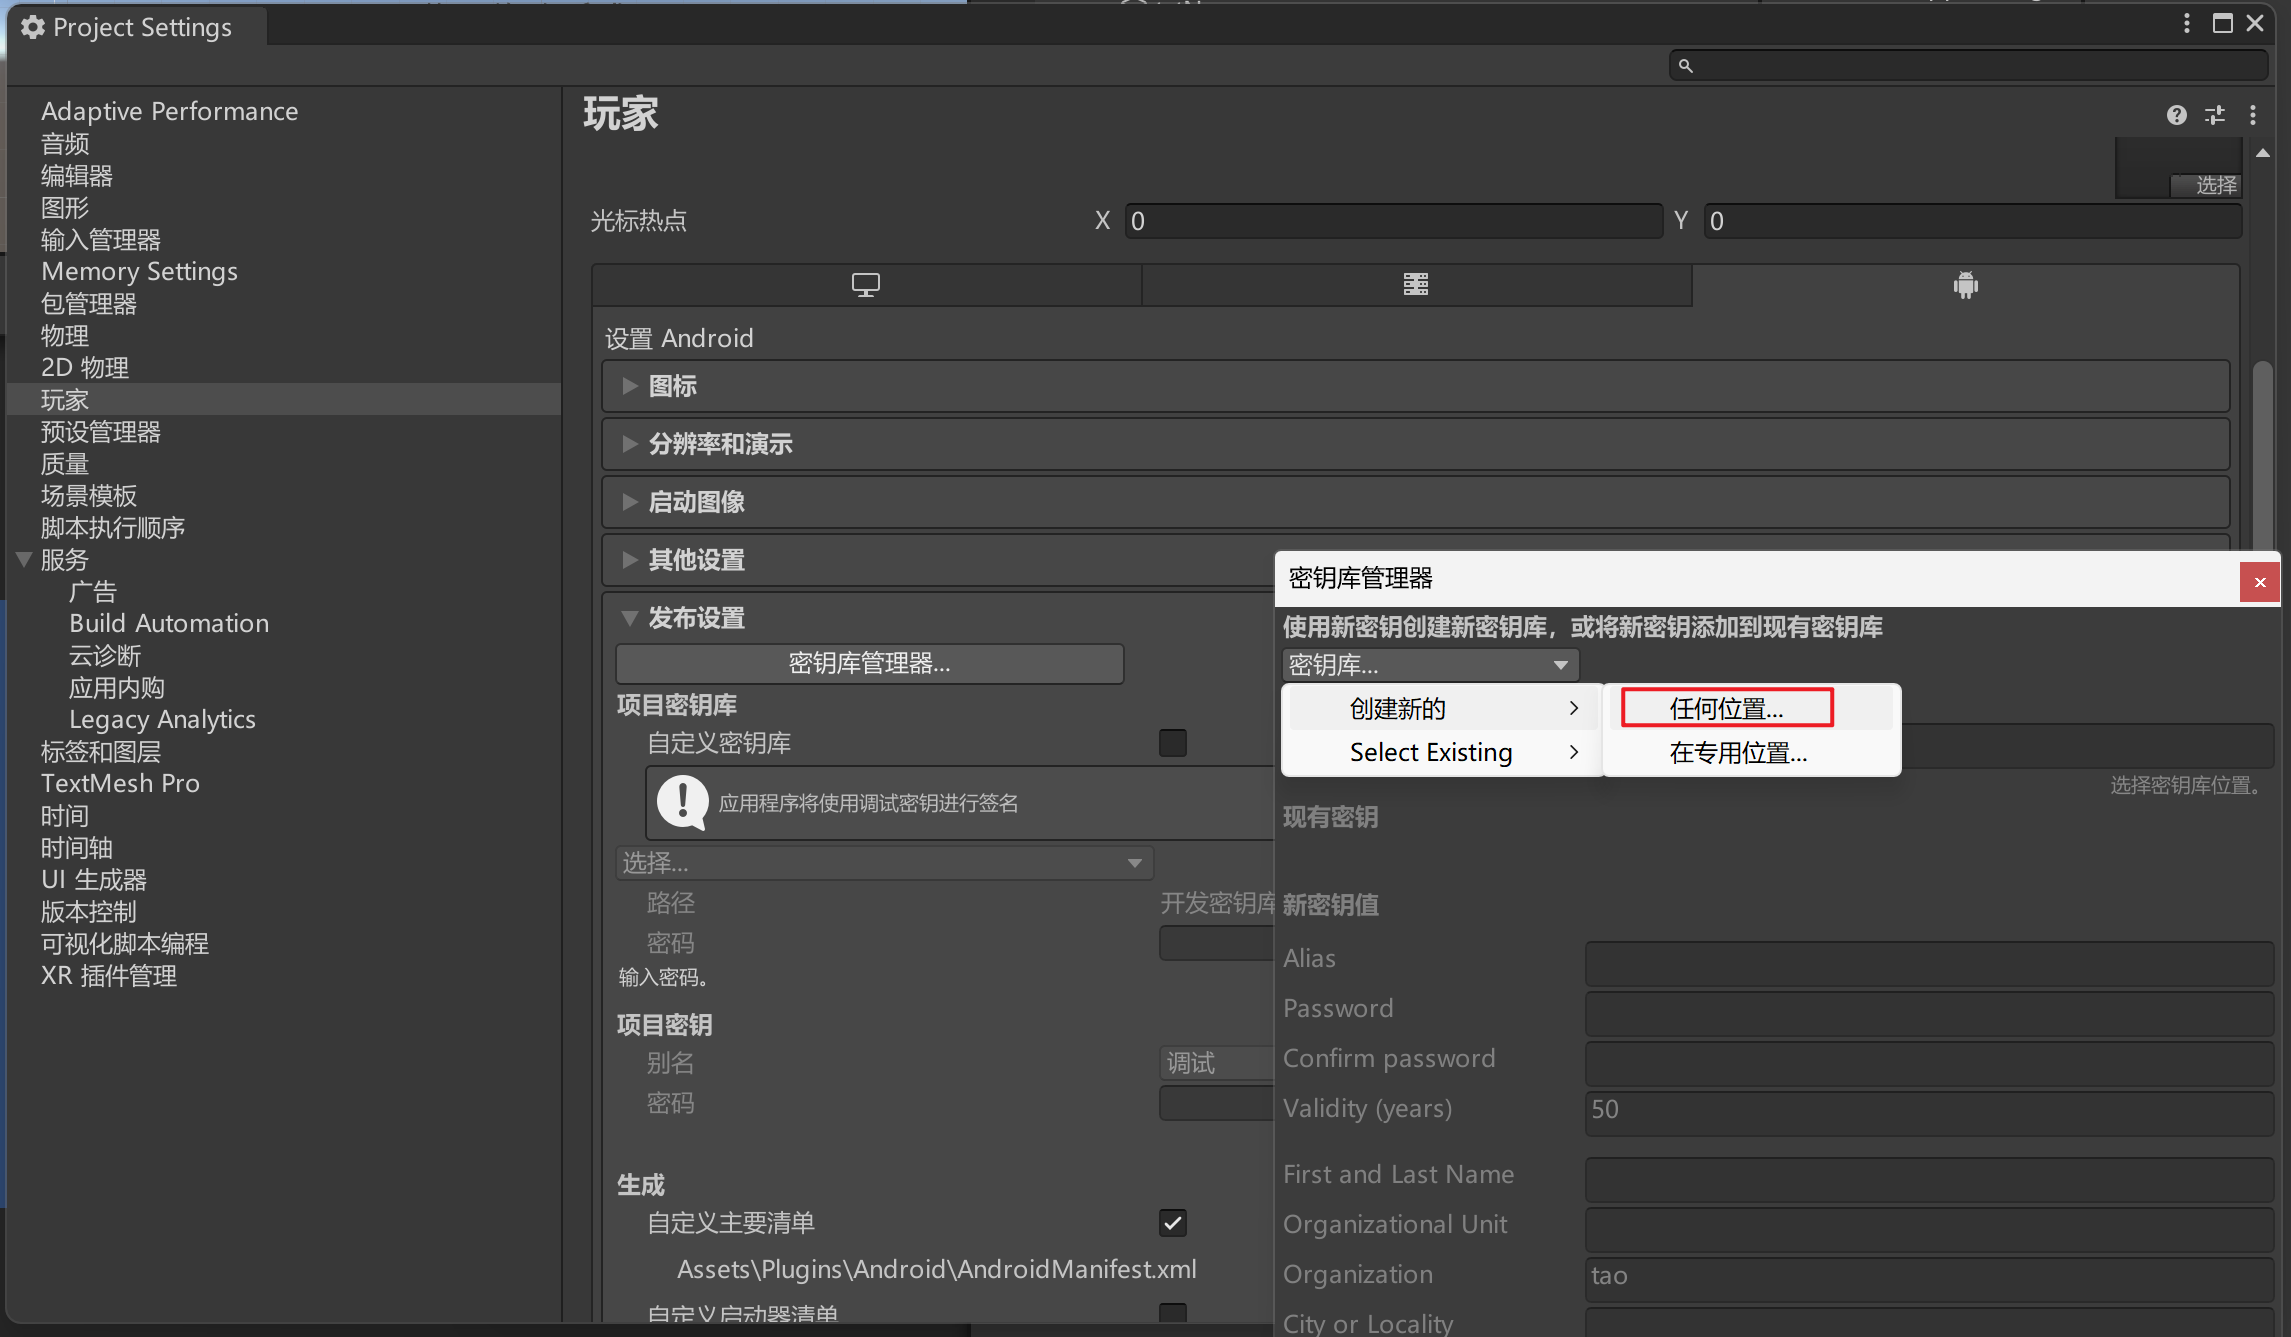 Project Settings
Adaptive Performance
音频
编辑器
图形
输入管理器
Memory Settings
包管理器
物理
2D 物理
玩家
预设管理器
质量
场景模板
脚本执行顺序
服务
广告
Build Automation
云诊断
应用内购
Legacy Analytics
标签和图层
TextMesh Pro
时间
时间轴
UI 生成器
版本控制
可视化脚本编程
XR 插件管理
玩家
选择
光标热点 X 0 Y 0
设置 Android
图标
分辨率和演示
启动图像
其他设置
发布设置
密钥库管理器...
项目密钥库
自定义密钥库
应用程序将使用调试密钥进行签名
选择...
路径 开发密钥库
密码
输入密码。
项目密钥
别名 调试
密码
生成
自定义主要清单
Assets\Plugins\Android\AndroidManifest.xml
自定义启动器清单
密钥库管理器
使用新密钥创建新密钥库，或将新密钥添加到现有密钥库
密钥库...
创建新的
Select Existing
任何位置...
在专用位置...
选择密钥库位置。
现有密钥
新密钥值
Alias
Password
Confirm password
Validity (years) 50
First and Last Name
Organizational Unit
Organization tao
City or Locality